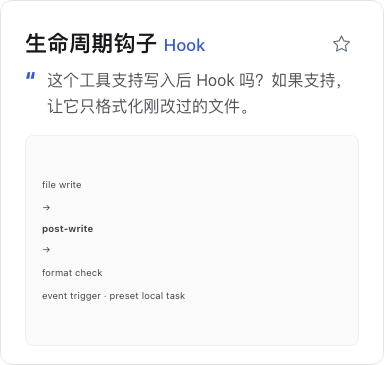 生命周期钩子 Hook
“ 这个工具支持写入后 Hook 吗？如果支持，
让它只格式化刚改过的文件。
file write
→
post-write
→
format check
event trigger · preset local task